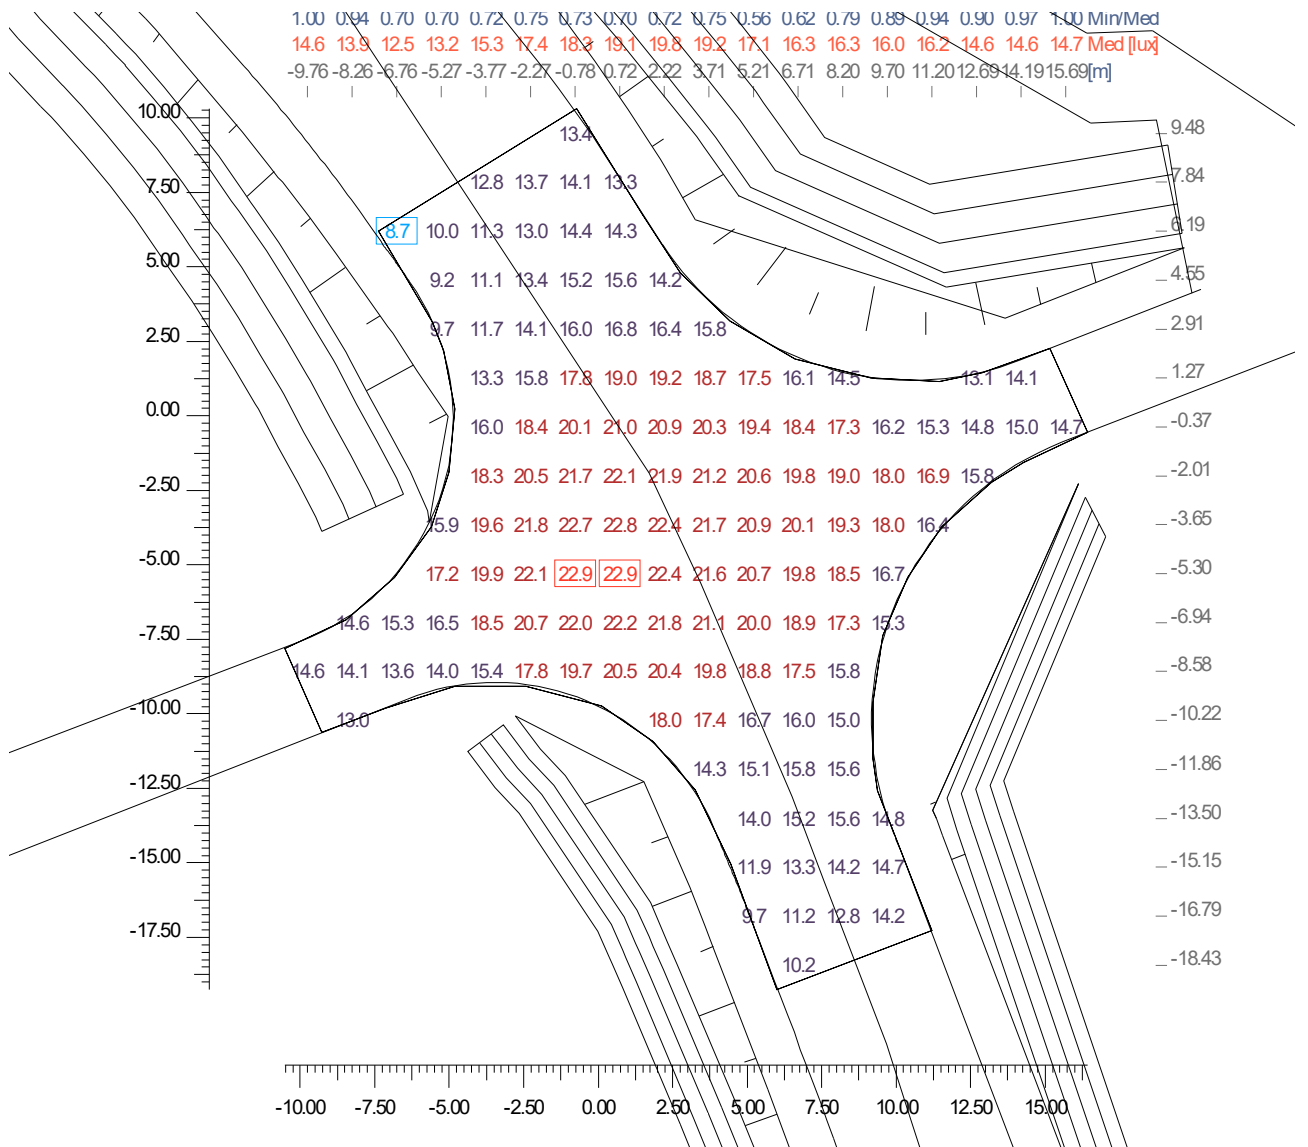 1.00 0.94 0.70 0.70 0.72 0.75 0.73 0.70 0.72 0.75 0.56 0.62 0.79 0.89 0.94 0.90 0.97 1.00 Min/Med
14.6 13.9 12.5 13.2 15.3 17.4 18.3 19.1 19.8 19.2 17.1 16.3 16.3 16.0 16.2 14.6 14.6 14.7 Med [lux]
-9.76 -8.26 -6.76 -5.27 -3.77 -2.27 -0.78 0.72 2.22 3.71 5.21 6.71 8.20 9.70 11.20 12.69 14.19 15.69 [m]
10.00
13.4 9.48
7.50 12.8 13.7 14.1 13.3 7.84
8.7 10.0 11.3 13.0 14.4 14.3 6.19
5.00 9.2 11.1 13.4 15.2 15.6 14.2 4.55
9.7 11.7 14.1 16.0 16.8 16.4 15.8 2.91
2.50
13.3 15.8 17.8 19.0 19.2 18.7 17.5 16.1 14.5 13.1 14.1 1.27
0.00 16.0 18.4 20.1 21.0 20.9 20.3 19.4 18.4 17.3 16.2 15.3 14.8 15.0 14.7 -0.37
18.3 20.5 21.7 22.1 21.9 21.2 20.6 19.8 19.0 18.0 16.9 15.8 -2.01
-2.50
15.9 19.6 21.8 22.7 22.8 22.4 21.7 20.9 20.1 19.3 18.0 16.4 -3.65
-5.00 17.2 19.9 22.1 22.9 22.9 22.4 21.6 20.7 19.8 18.5 16.7 -5.30
14.6 15.3 16.5 18.5 20.7 22.0 22.2 21.8 21.1 20.0 18.9 17.3 15.3 -6.94
-7.50
14.6 14.1 13.6 14.0 15.4 17.8 19.7 20.5 20.4 19.8 18.8 17.5 15.8 -8.58
-10.00 13.0 18.0 17.4 16.7 16.0 15.0 -10.22
14.3 15.1 15.8 15.6 -11.86
-12.50
14.0 15.2 15.6 14.8 -13.50
-15.00 11.9 13.3 14.2 14.7 -15.15
9.7 11.2 12.8 14.2 -16.79
-17.50
10.2 -18.43
-10.00 -7.50 -5.00 -2.50 0.00 2.50 5.00 7.50 10.00 12.50 15.00